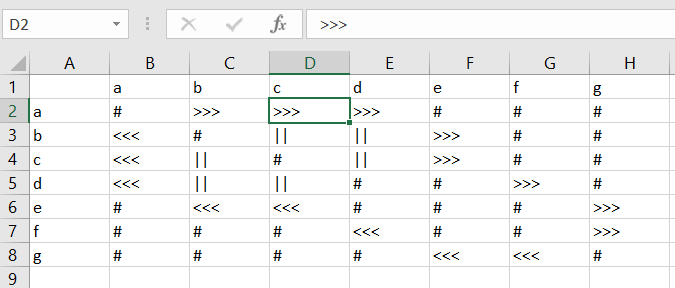 D2 fx >>>
A B C D E F G H
1 a b c d e f g
2 a # >>> >>> >>> # # #
3 b <<< # || || >>> # #
4 c <<< || # || >>> # #
5 d <<< || || # # >>> #
6 e # <<< <<< # # # >>>
7 f # # # <<< # # >>>
8 g # # # # <<< <<< #
9